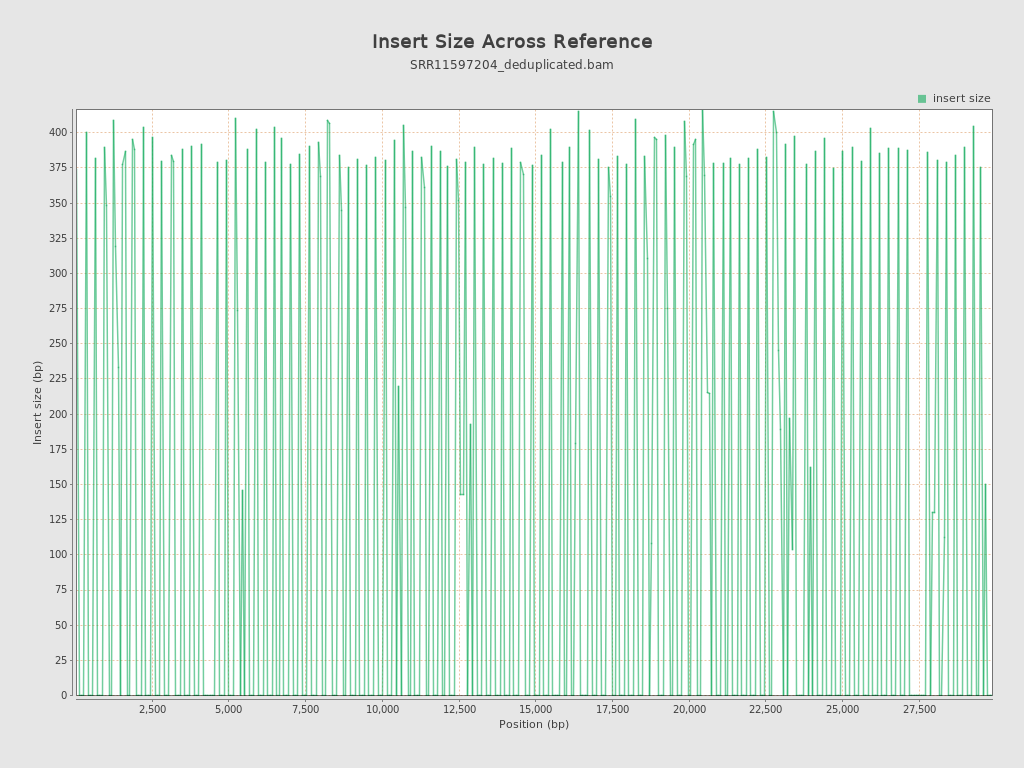 Insert Size Across Reference
SRR11597204_deduplicated.bam
insert size
400
375
350
325
300
275
250
225
200
175
150
125
100
75
50
25
0
Insert size (bp)
2,500 5,000 7,500 10,000 12,500 15,000 17,500 20,000 22,500 25,000 27,500
Position (bp)